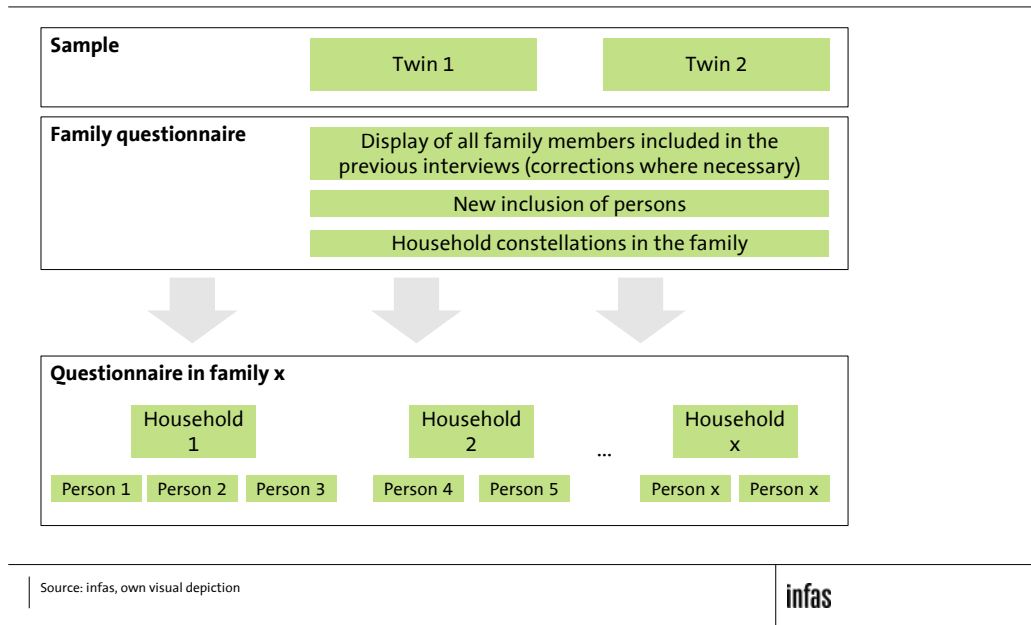 Sample
Twin 1
Twin 2
Family questionnaire
Display of all family members included in the
previous interviews (corrections where necessary)
New inclusion of persons
Household constellations in the family
Questionnaire in family x
Household
1
Household
2
...
Household
x
Person 1
Person 2
Person 3
Person 4
Person 5
Person x
Person x
Source: infas, own visual depiction
infas